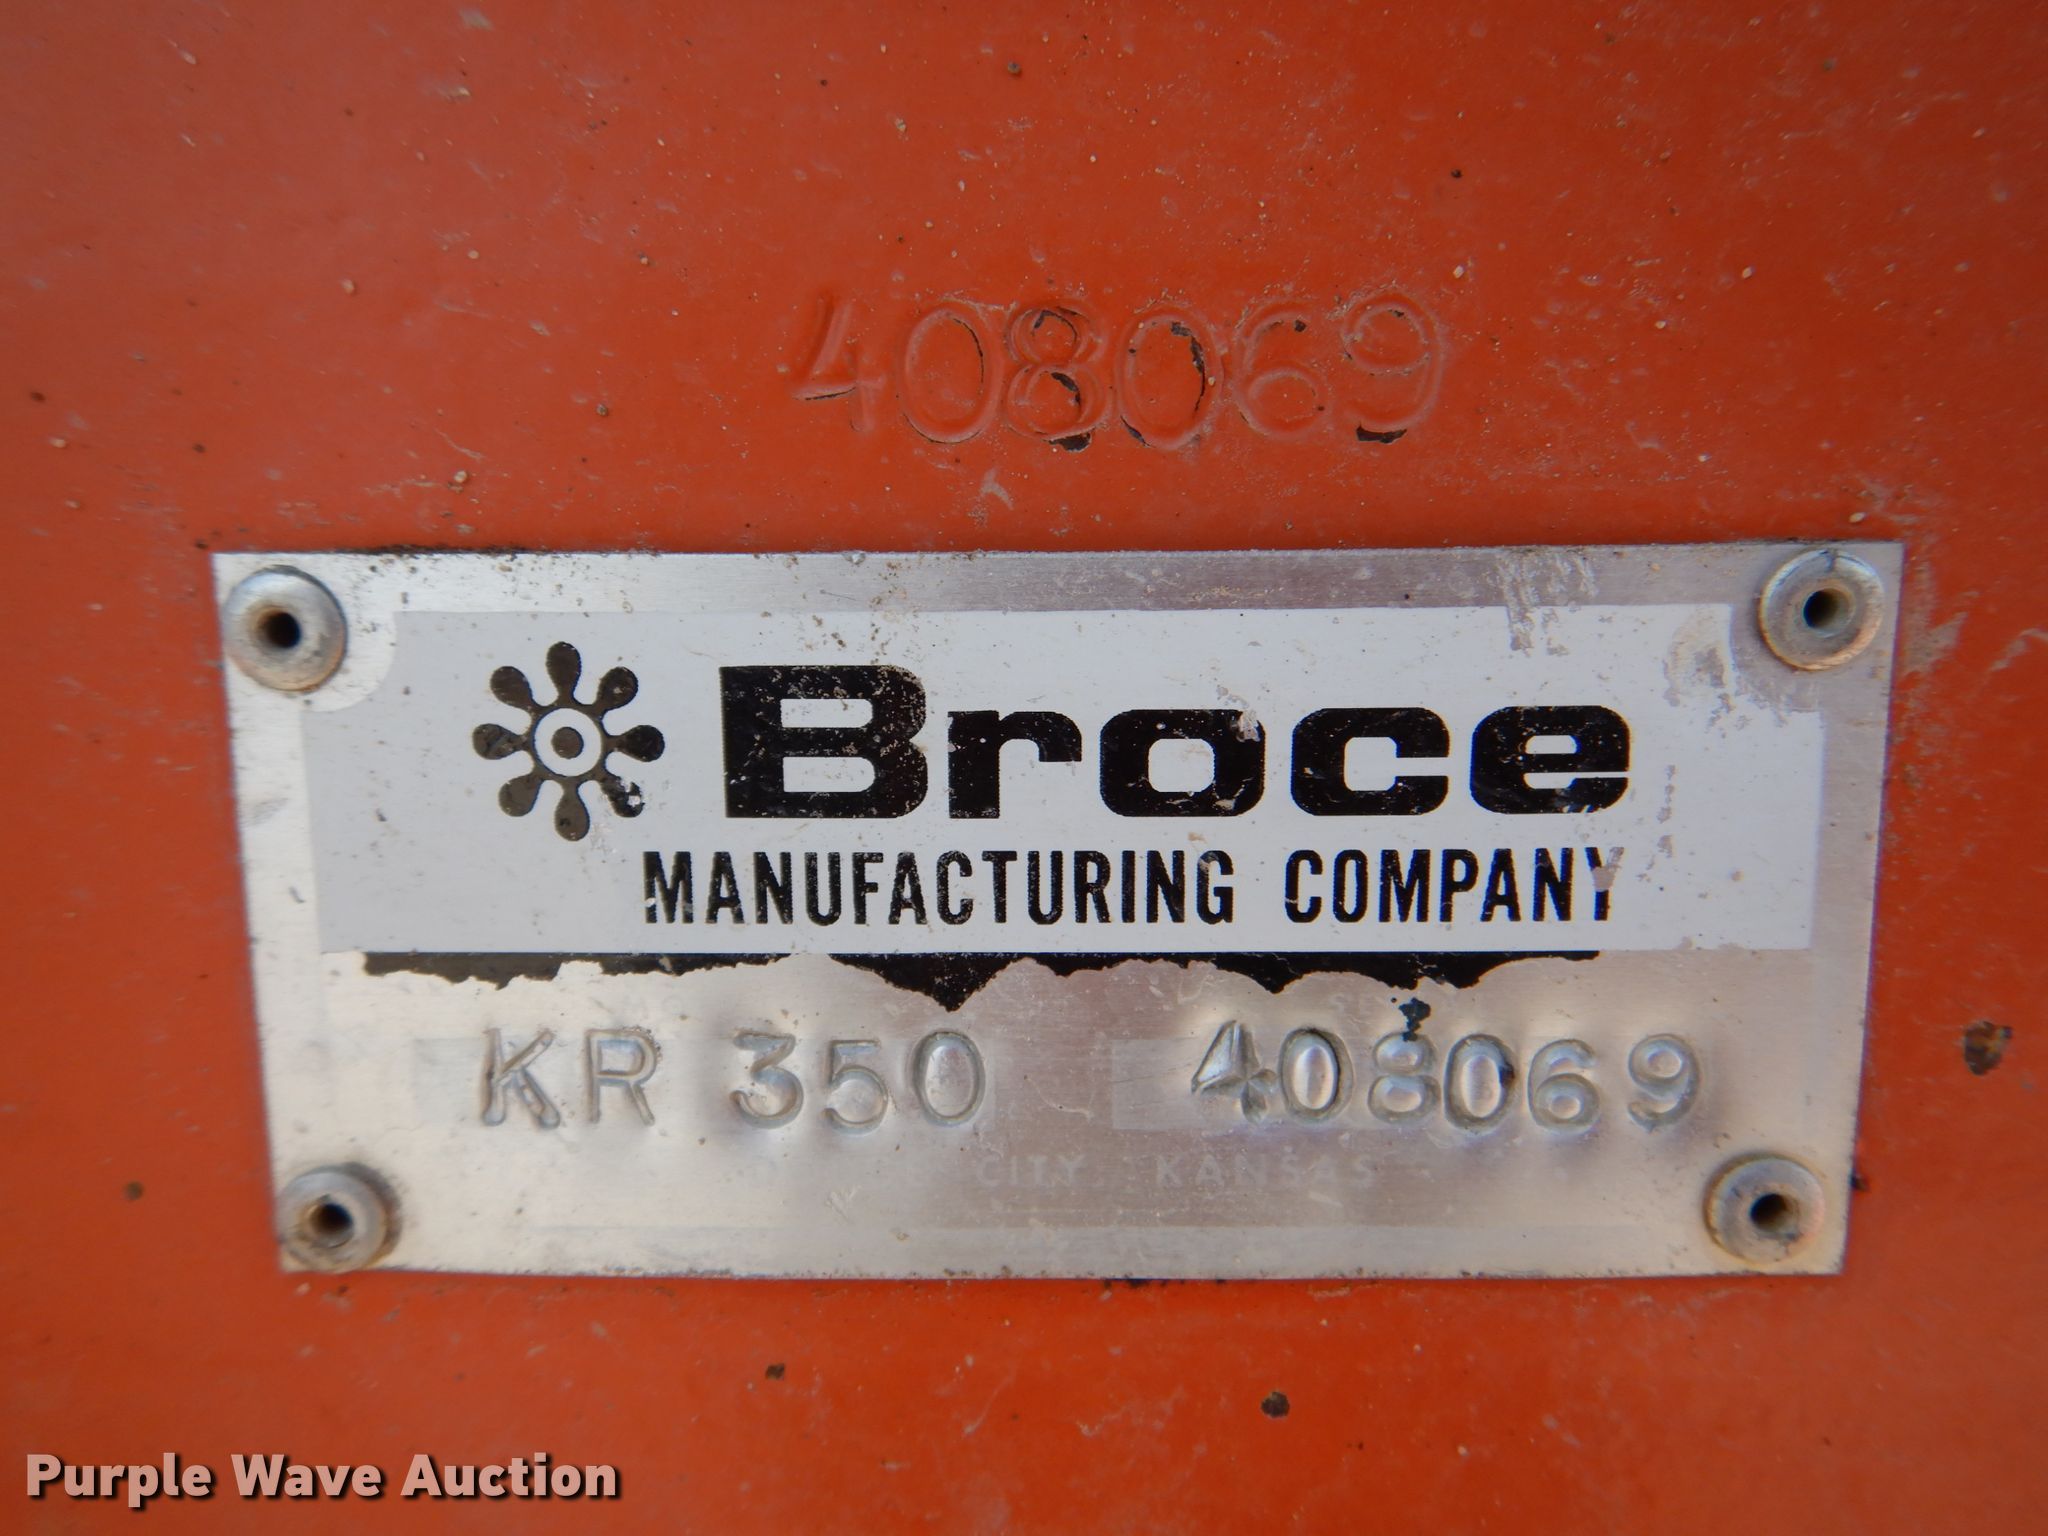 408069
Broce
MANUFACTURING COMPANY
KR 350 408069
CITY KANSAS
Purple Wave Auction